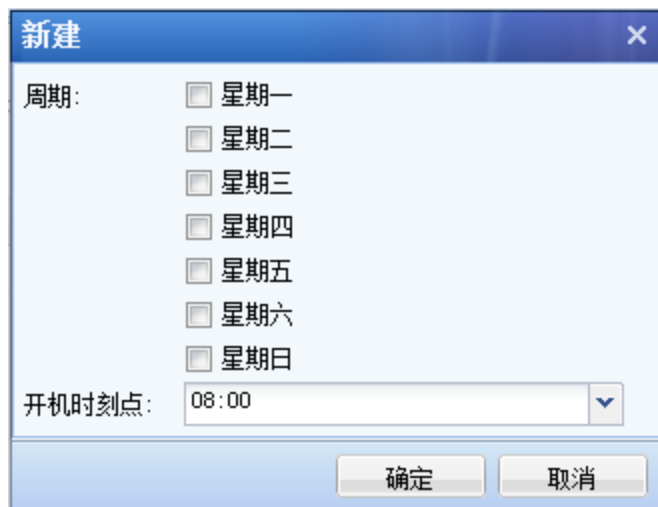 新建
周期: 星期一
星期二
星期三
星期四
星期五
星期六
星期日
开机时刻点: 08:00
确定 取消